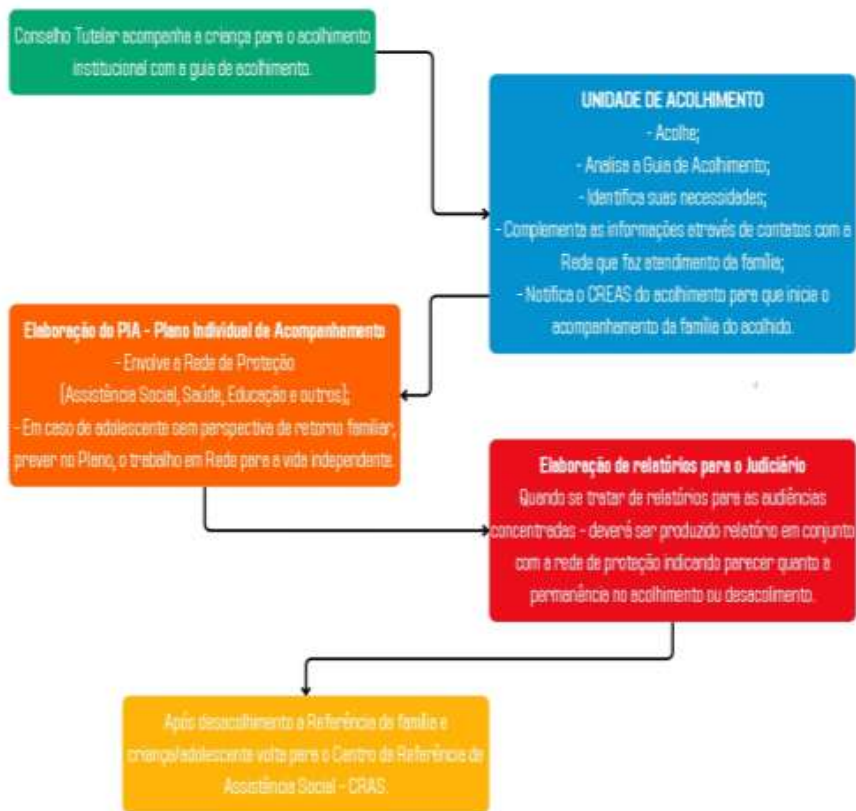 Conselho Tutelar acompanha a criança para o acolhimento
institucional com a guia de acolhimento.
UNIDADE DE ACOLHIMENTO
- Acolhe;
- Analisa a Guia de Acolhimento;
- Identifica suas necessidades;
- Complementa as informações através de contatos com a
Rede que faz atendimento da família;
- Notifica o CREAS do acolhimento para que inicie o
acompanhamento da família do acolhido.
Elaboração do PIA - Plano Individual de Acompanhamento
- Envolve a Rede de Proteção
(Assistência Social, Saúde, Educação e outros);
- Em caso de adolescente sem perspectiva de retorno familiar,
prever no Plano, o trabalho em Rede para a vida independente.
Elaboração de relatórios para o Judiciário
Quando se tratar de relatórios para as audiências
concentradas - deverá ser produzido relatório em conjunto
com a rede de proteção indicando parecer quanto a
permanência no acolhimento ou desacolimento.
Após desacolhimento a Referência da família e
criança/adolescente volta para o Centro de Referência de
Assistência Social - CRAS.